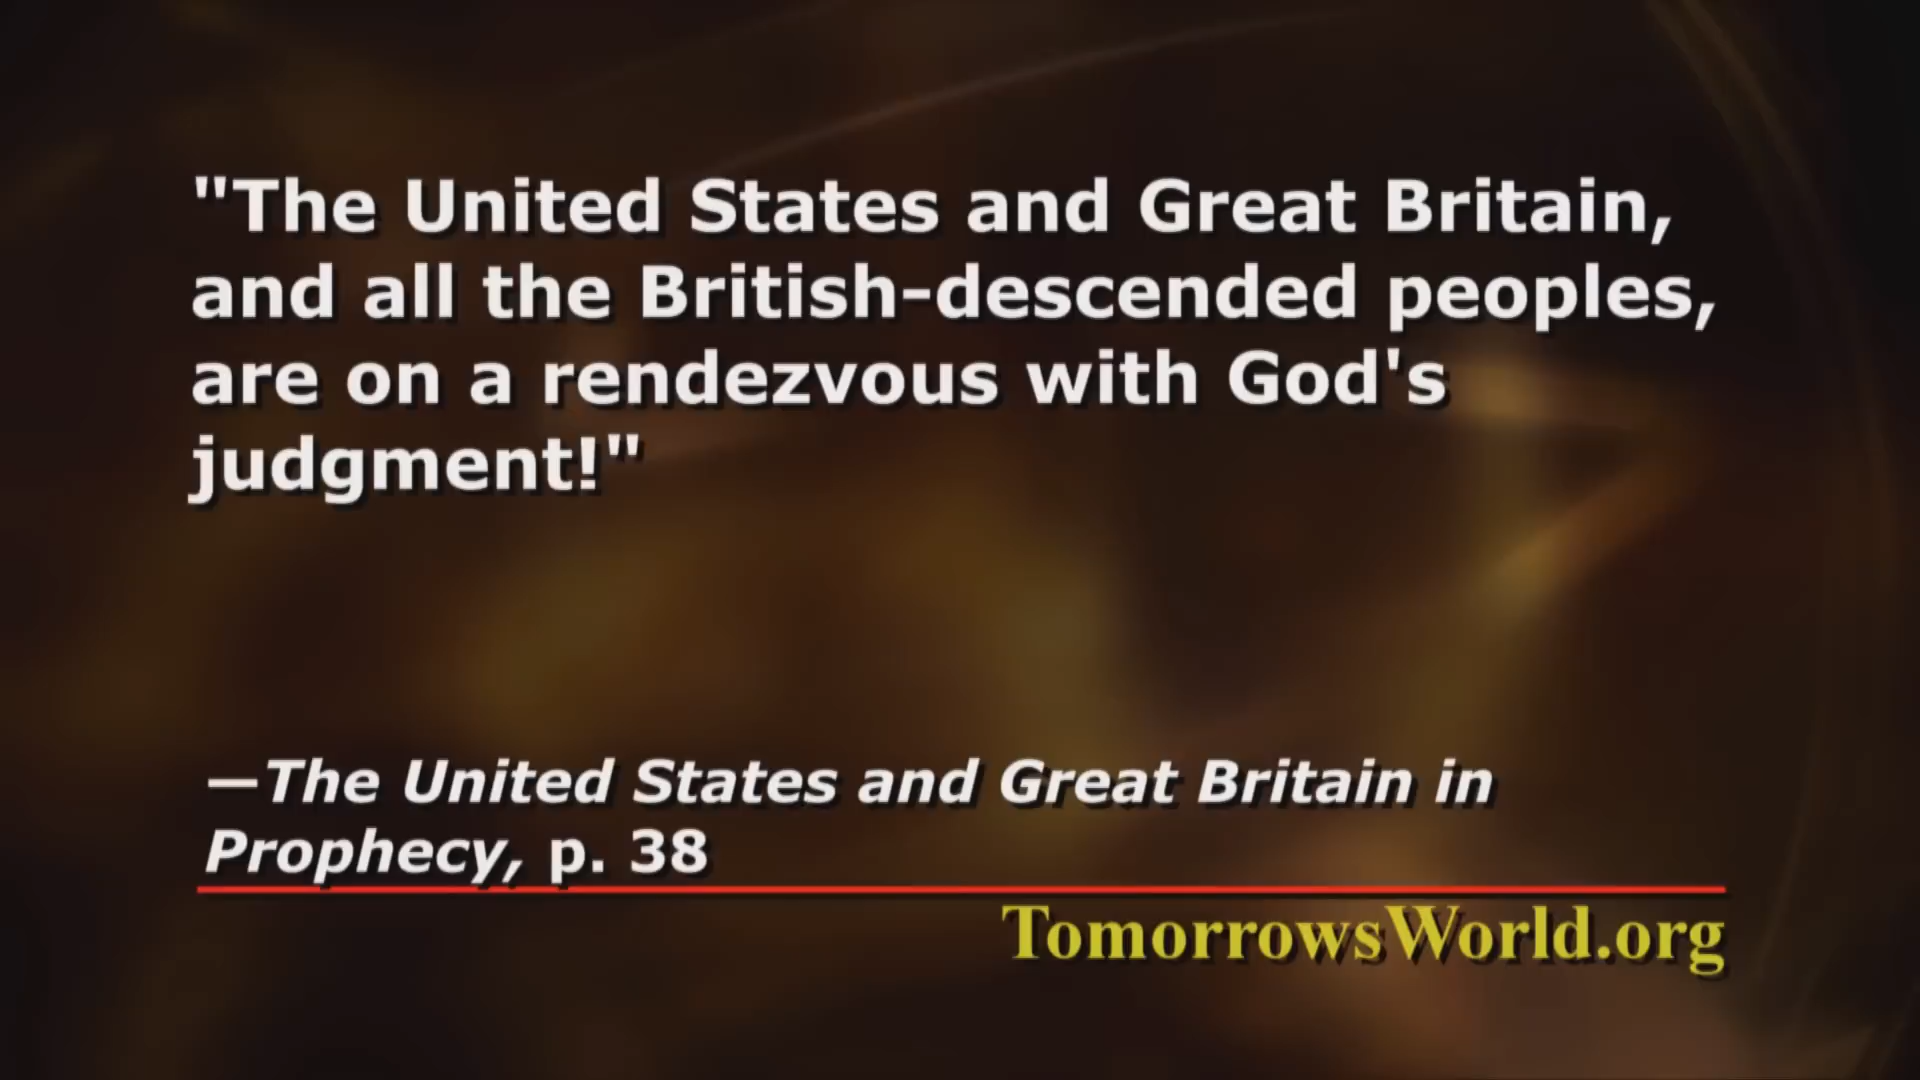 "The United States and Great Britain,
and all the British-descended peoples,
are on a rendezvous with God's
judgment!"
—The United States and Great Britain in
Prophecy, p. 38
TomorrowsWorld.org